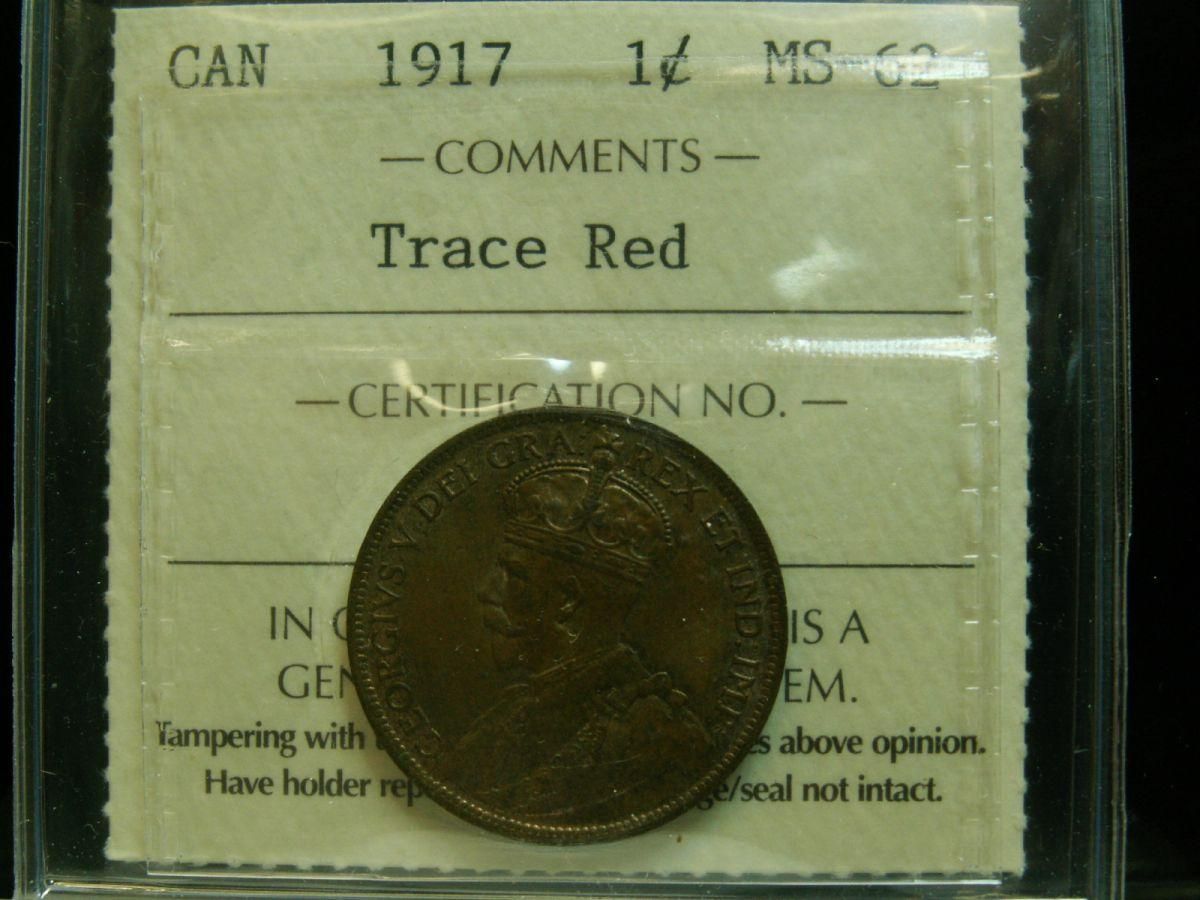 CAN 1917 1¢ MS-62
— COMMENTS —
Trace Red
— CERTIFICATION NO. —
GEORGIVS V DEI GRA: REX ET IND: IMP:
IN IS A
GEN EM.
Tampering with above opinion.
Have holder rep ge/seal not intact.